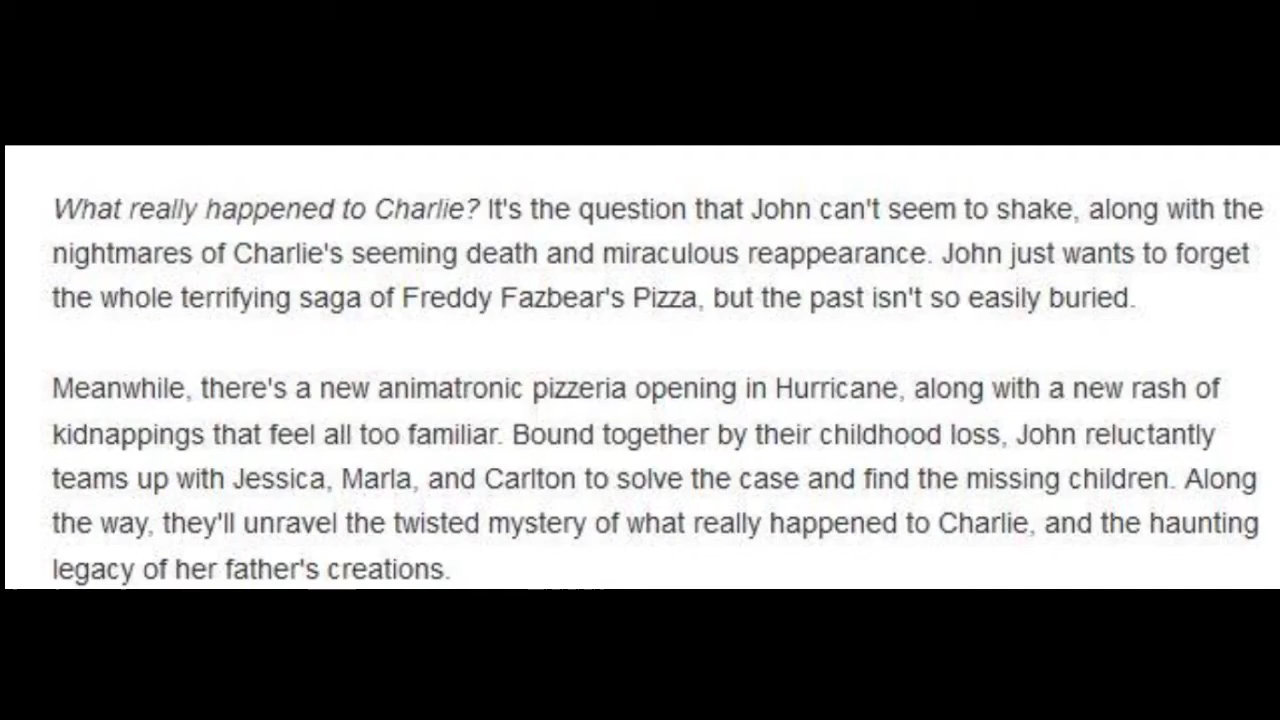 What really happened to Charlie? It's the question that John can't seem to shake, along with the
nightmares of Charlie's seeming death and miraculous reappearance. John just wants to forget
the whole terrifying saga of Freddy Fazbear's Pizza, but the past isn't so easily buried.
Meanwhile, there's a new animatronic pizzeria opening in Hurricane, along with a new rash of
kidnappings that feel all too familiar. Bound together by their childhood loss, John reluctantly
teams up with Jessica, Marla, and Carlton to solve the case and find the missing children. Along
the way, they'll unravel the twisted mystery of what really happened to Charlie, and the haunting
legacy of her father's creations.